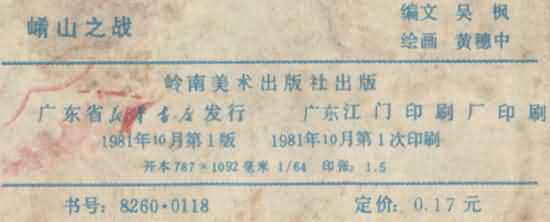 崤山之战
编文 吴枫
绘画 黄穗中
岭南美术出版社出版
广东省新华书店发行 广东江门印刷厂印刷
1981年10月第1版 1981年10月第1次印刷
开本787×1092毫米 1/64 印张：1.5
书号：8260·0118 定价：0.17元